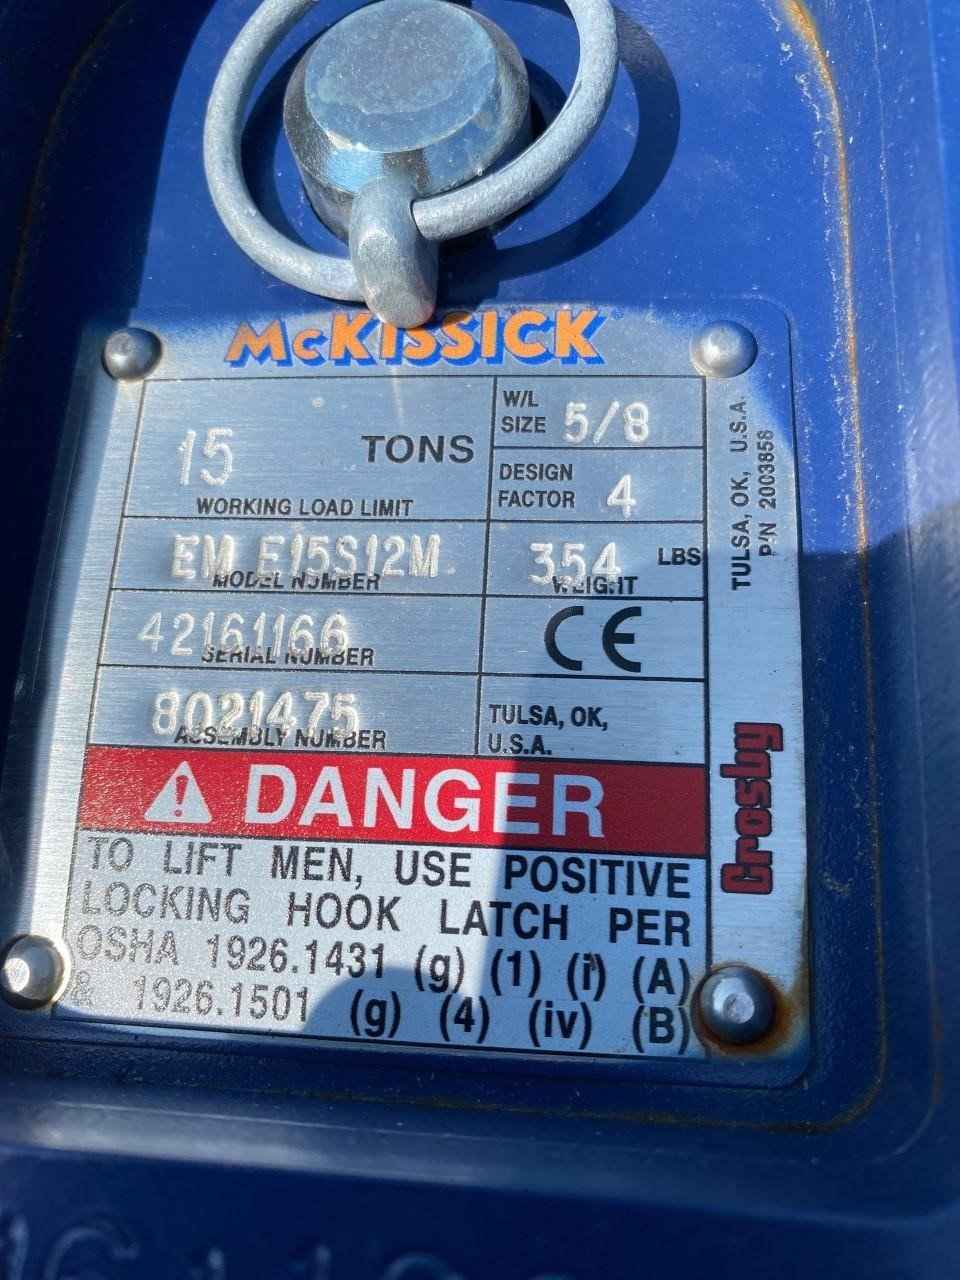 McKISSICK
15 TONS
WORKING LOAD LIMIT
W/L
SIZE 5/8
DESIGN
FACTOR 4
EM E15S12M
MODEL NUMBER
354 LBS
WEIGHT
42161166
SERIAL NUMBER
CE
8021475
ASSEMBLY NUMBER
TULSA, OK,
U.S.A.
TULSA, OK, U.S.A.
P/N 2003858
Crosby
DANGER
TO LIFT MEN, USE POSITIVE
LOCKING HOOK LATCH PER
OSHA 1926.1431 (g) (1) (i) (A)
& 1926.1501 (g) (4) (iv) (B)